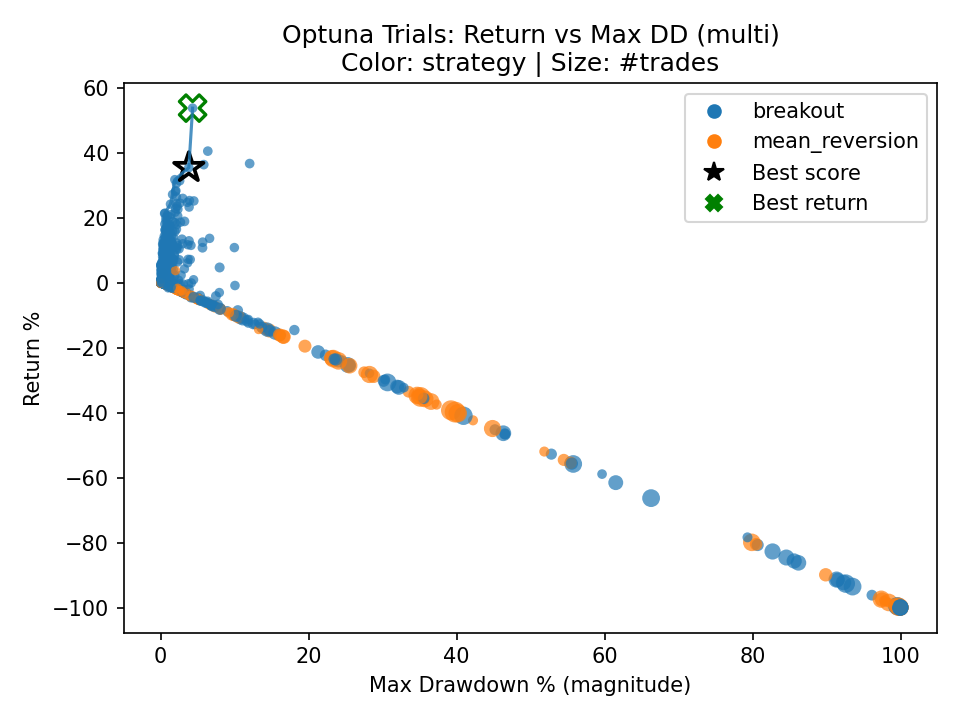 Optuna Trials: Return vs Max DD (multi)
Color: strategy | Size: #trades
60
40
20
0
−20
−40
−60
−80
−100
Return %
breakout
mean_reversion
Best score
Best return
0
20
40
60
80
100
Max Drawdown % (magnitude)